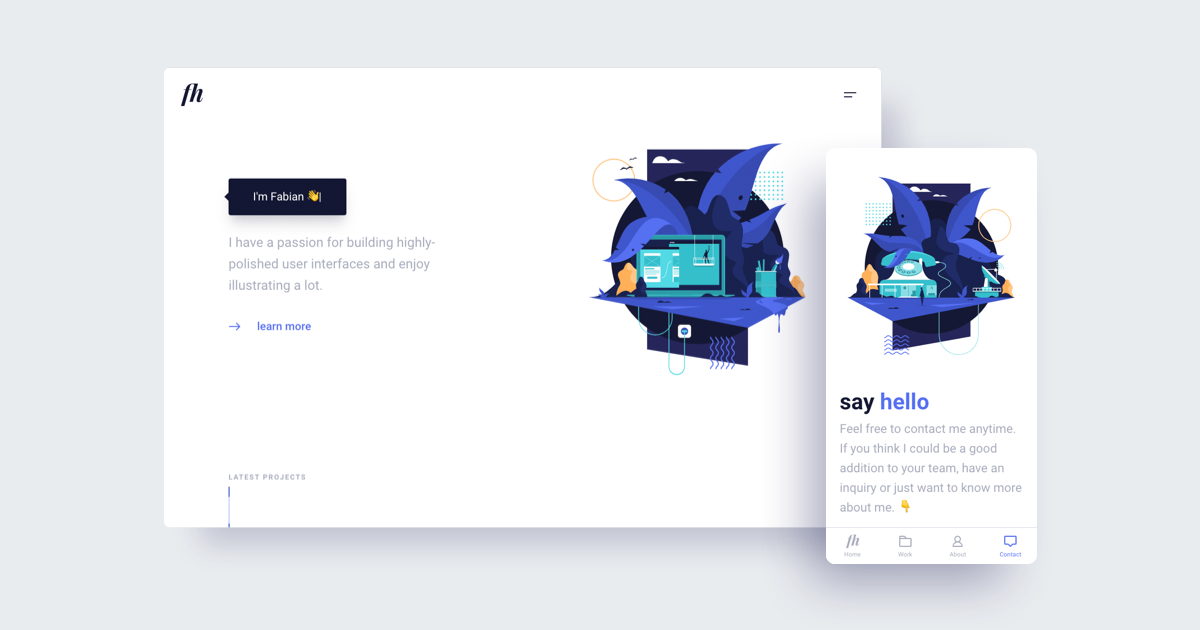 fh
I'm Fabian 👋|
I have a passion for building highly-
polished user interfaces and enjoy
illustrating a lot.
→ learn more
LATEST PROJECTS
say hello
Feel free to contact me anytime.
If you think I could be a good
addition to your team, have an
inquiry or just want to know more
about me. 👇
fh
Home Work About Contact